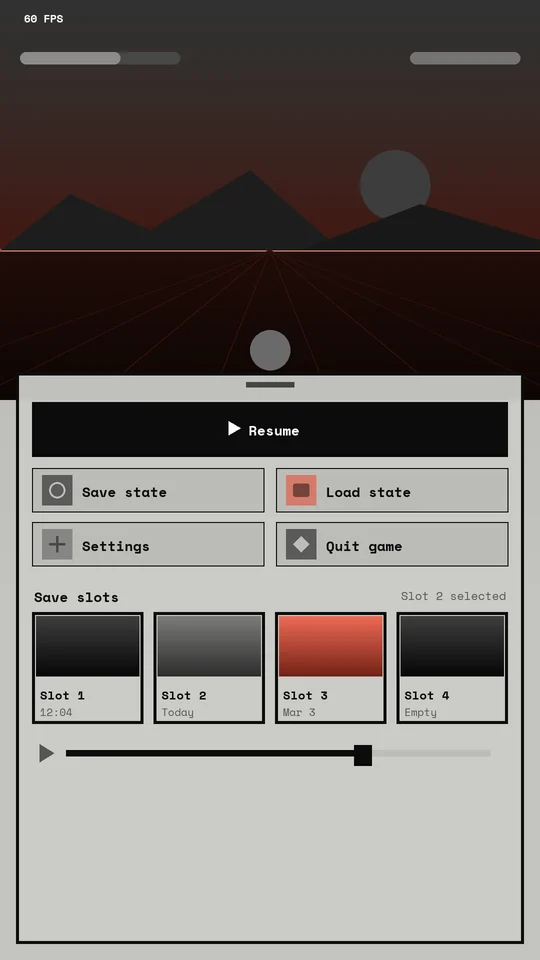 60 FPS
Resume
Save state
Load state
Settings
Quit game
Save slots
Slot 2 selected
Slot 1
12:04
Slot 2
Today
Slot 3
Mar 3
Slot 4
Empty